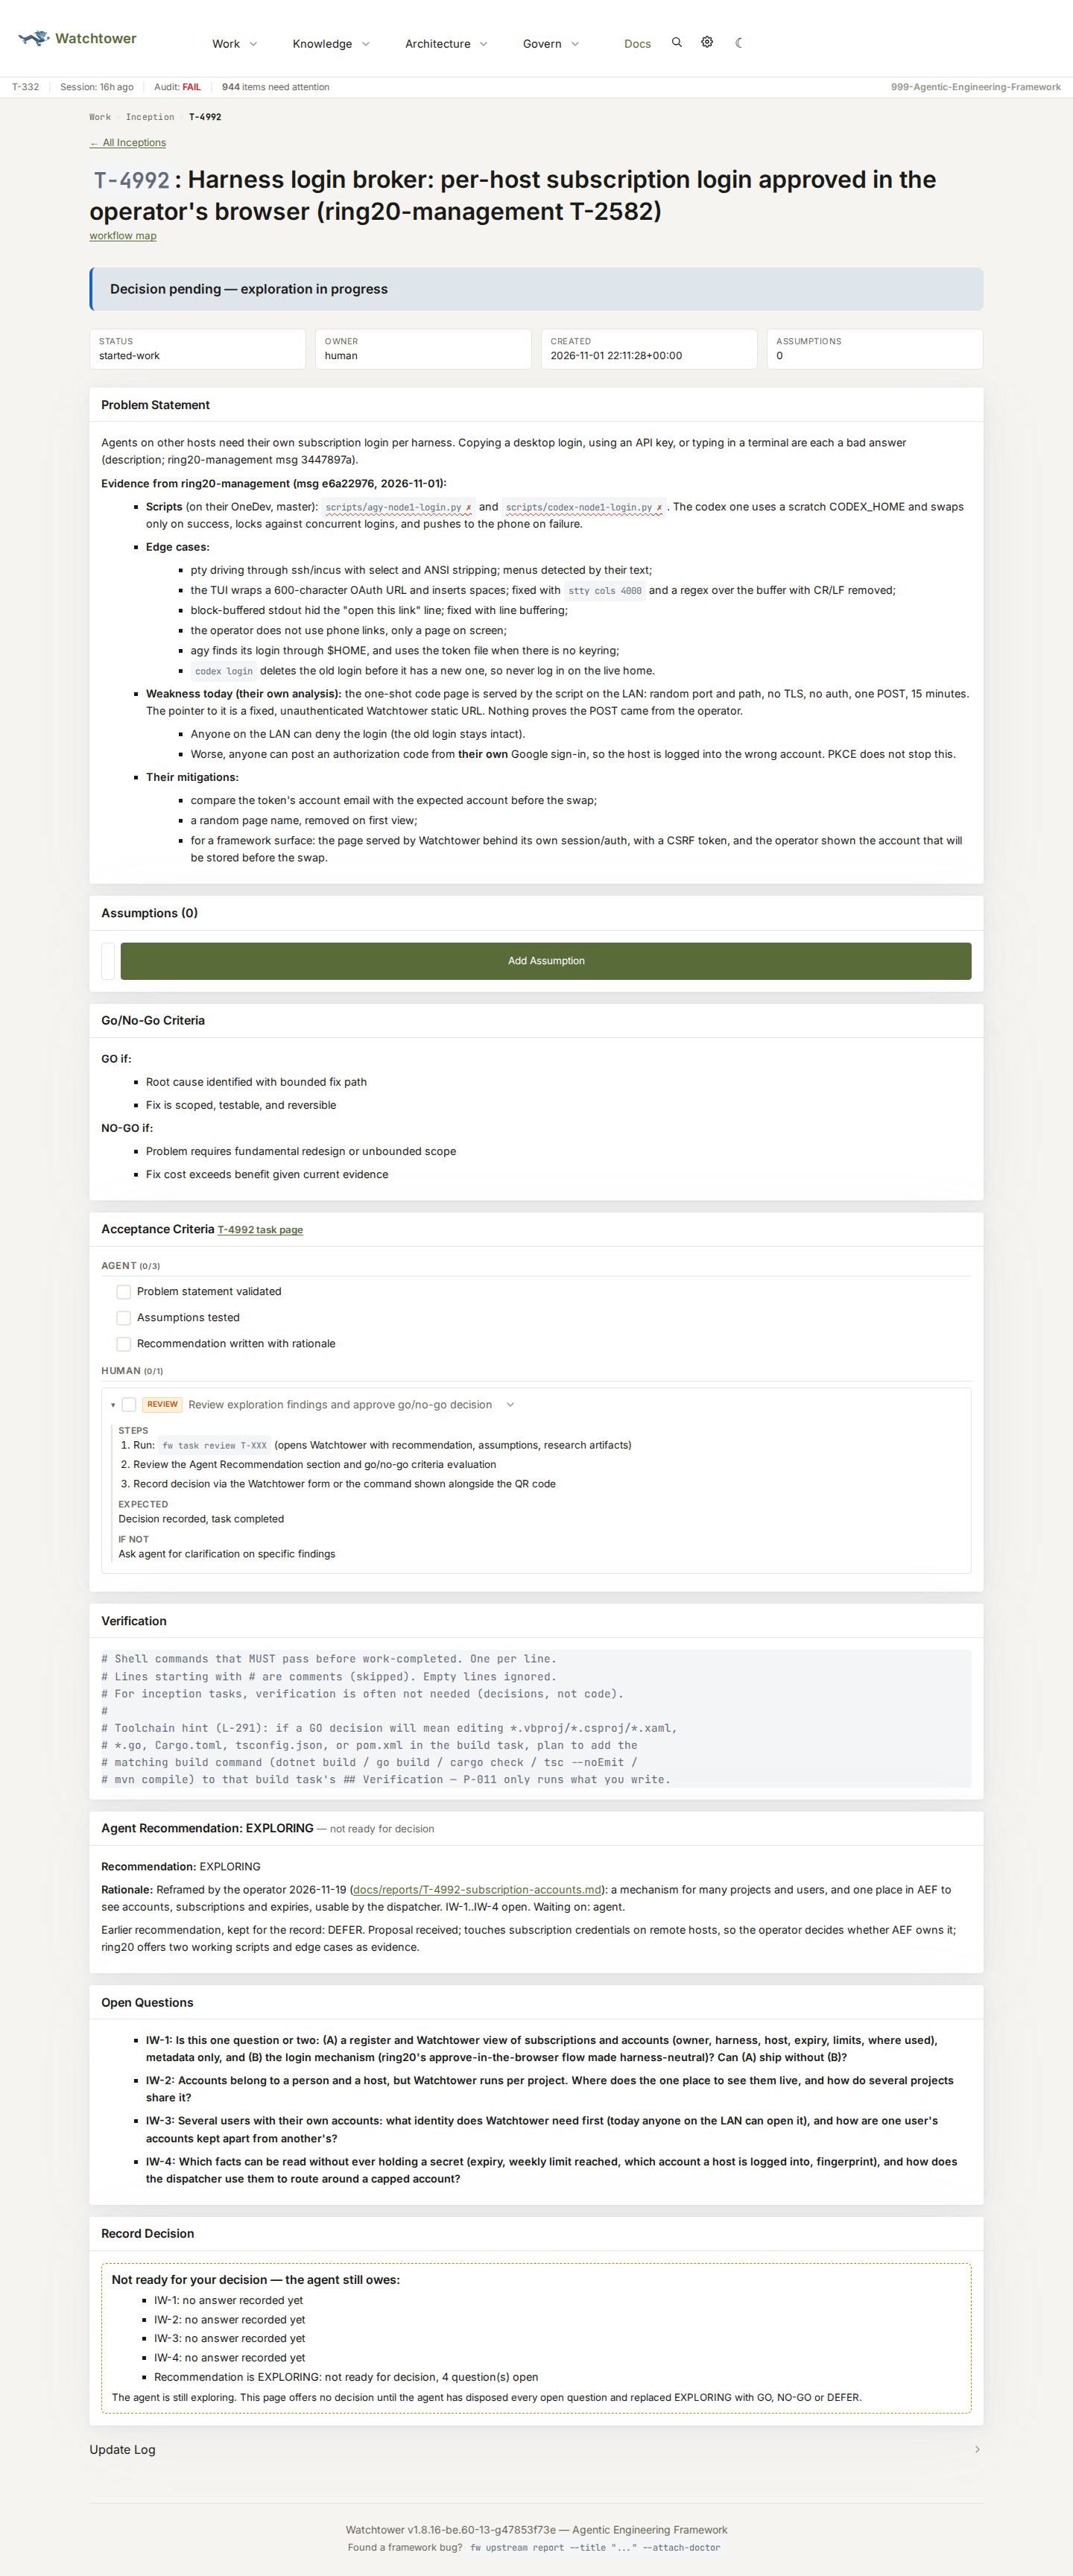 Watchtower
Work
Knowledge
Architecture
Govern
Docs
T-332
Session: 16h ago
Audit: FAIL
944 items need attention
999-Agentic-Engineering-Framework
Work Inception T-4992
← All Inceptions
T-4992 : Harness login broker: per-host subscription login approved in the
operator's browser (ring20-management T-2582)
workflow map
Decision pending — exploration in progress
STATUS
started-work
OWNER
human
CREATED
2026-11-01 22:11:28+00:00
ASSUMPTIONS
0
Problem Statement
Agents on other hosts need their own subscription login per harness. Copying a desktop login, using an API key, or typing in a terminal are each a bad answer
(description; ring20-management msg 3447897a).
Evidence from ring20-management (msg e6a22976, 2026-11-01):
Scripts (on their OneDev, master): scripts/agy-node1-login.py ✗ and scripts/codex-node1-login.py ✗ . The codex one uses a scratch CODEX_HOME and swaps
only on success, locks against concurrent logins, and pushes to the phone on failure.
Edge cases:
pty driving through ssh/incus with select and ANSI stripping; menus detected by their text;
the TUI wraps a 600-character OAuth URL and inserts spaces; fixed with stty cols 4000 and a regex over the buffer with CR/LF removed;
block-buffered stdout hid the "open this link" line; fixed with line buffering;
the operator does not use phone links, only a page on screen;
agy finds its login through $HOME, and uses the token file when there is no keyring;
codex login deletes the old login before it has a new one, so never log in on the live home.
Weakness today (their own analysis): the one-shot code page is served by the script on the LAN: random port and path, no TLS, no auth, one POST, 15 minutes.
The pointer to it is a fixed, unauthenticated Watchtower static URL. Nothing proves the POST came from the operator.
Anyone on the LAN can deny the login (the old login stays intact).
Worse, anyone can post an authorization code from their own Google sign-in, so the host is logged into the wrong account. PKCE does not stop this.
Their mitigations:
compare the token's account email with the expected account before the swap;
a random page name, removed on first view;
for a framework surface: the page served by Watchtower behind its own session/auth, with a CSRF token, and the operator shown the account that will
be stored before the swap.
Assumptions (0)
Add Assumption
Go/No-Go Criteria
GO if:
Root cause identified with bounded fix path
Fix is scoped, testable, and reversible
NO-GO if:
Problem requires fundamental redesign or unbounded scope
Fix cost exceeds benefit given current evidence
Acceptance Criteria T-4992 task page
AGENT (0/3)
Problem statement validated
Assumptions tested
Recommendation written with rationale
HUMAN (0/1)
REVIEW Review exploration findings and approve go/no-go decision
STEPS
1. Run: fw task review T-XXX (opens Watchtower with recommendation, assumptions, research artifacts)
2. Review the Agent Recommendation section and go/no-go criteria evaluation
3. Record decision via the Watchtower form or the command shown alongside the QR code
EXPECTED
Decision recorded, task completed
IF NOT
Ask agent for clarification on specific findings
Verification
# Shell commands that MUST pass before work-completed. One per line.
# Lines starting with # are comments (skipped). Empty lines ignored.
# For inception tasks, verification is often not needed (decisions, not code).
#
# Toolchain hint (L-291): if a GO decision will mean editing *.vbproj/*.csproj/*.xaml,
# *.go, Cargo.toml, tsconfig.json, or pom.xml in the build task, plan to add the
# matching build command (dotnet build / go build / cargo check / tsc --noEmit /
# mvn compile) to that build task's ## Verification — P-011 only runs what you write.
Agent Recommendation: EXPLORING — not ready for decision
Recommendation: EXPLORING
Rationale: Reframed by the operator 2026-11-19 (docs/reports/T-4992-subscription-accounts.md): a mechanism for many projects and users, and one place in AEF to
see accounts, subscriptions and expiries, usable by the dispatcher. IW-1..IW-4 open. Waiting on: agent.
Earlier recommendation, kept for the record: DEFER. Proposal received; touches subscription credentials on remote hosts, so the operator decides whether AEF owns it;
ring20 offers two working scripts and edge cases as evidence.
Open Questions
IW-1: Is this one question or two: (A) a register and Watchtower view of subscriptions and accounts (owner, harness, host, expiry, limits, where used),
metadata only, and (B) the login mechanism (ring20's approve-in-the-browser flow made harness-neutral)? Can (A) ship without (B)?
IW-2: Accounts belong to a person and a host, but Watchtower runs per project. Where does the one place to see them live, and how do several projects
share it?
IW-3: Several users with their own accounts: what identity does Watchtower need first (today anyone on the LAN can open it), and how are one user's
accounts kept apart from another's?
IW-4: Which facts can be read without ever holding a secret (expiry, weekly limit reached, which account a host is logged into, fingerprint), and how does
the dispatcher use them to route around a capped account?
Record Decision
Not ready for your decision — the agent still owes:
IW-1: no answer recorded yet
IW-2: no answer recorded yet
IW-3: no answer recorded yet
IW-4: no answer recorded yet
Recommendation is EXPLORING: not ready for decision, 4 question(s) open
The agent is still exploring. This page offers no decision until the agent has disposed every open question and replaced EXPLORING with GO, NO-GO or DEFER.
Update Log
Watchtower v1.8.16-be.60-13-g47853f73e — Agentic Engineering Framework
Found a framework bug? fw upstream report --title "..." --attach-doctor